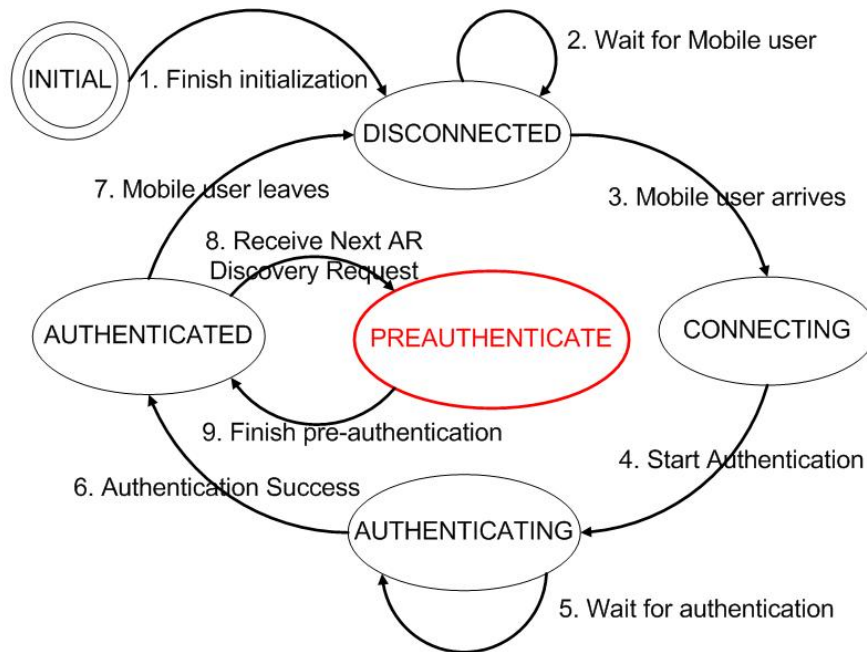 INITIAL
1. Finish initialization
2. Wait for Mobile user
DISCONNECTED
7. Mobile user leaves
3. Mobile user arrives
8. Receive Next AR
Discovery Request
AUTHENTICATED
PREAUTHENTICATE
CONNECTING
9. Finish pre-authentication
4. Start Authentication
6. Authentication Success
AUTHENTICATING
5. Wait for authentication